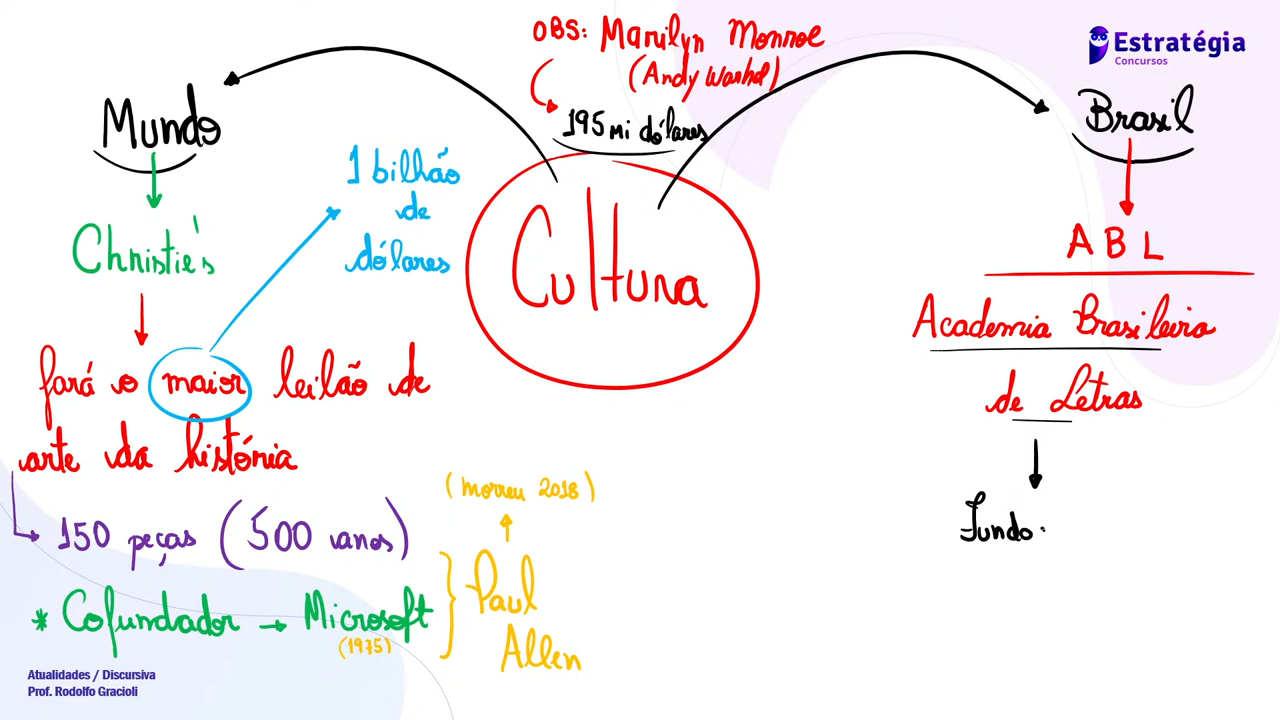 OBS: Marilyn Monroe
(Andy Warhol)
195 mi dólares
Estratégia
Concursos
Mundo
Brasil
1 bilhão
de
dólares
Cultura
Christie's
fará o maior leilão de
arte da história
150 peças (500 anos)
* Cofundador → Microsoft
(1975)
(morreu 2018)
Paul
Allen
ABL
Academia Brasileira
de Letras
Fundo.
Atualidades / Discursiva
Prof. Rodolfo Gracioli